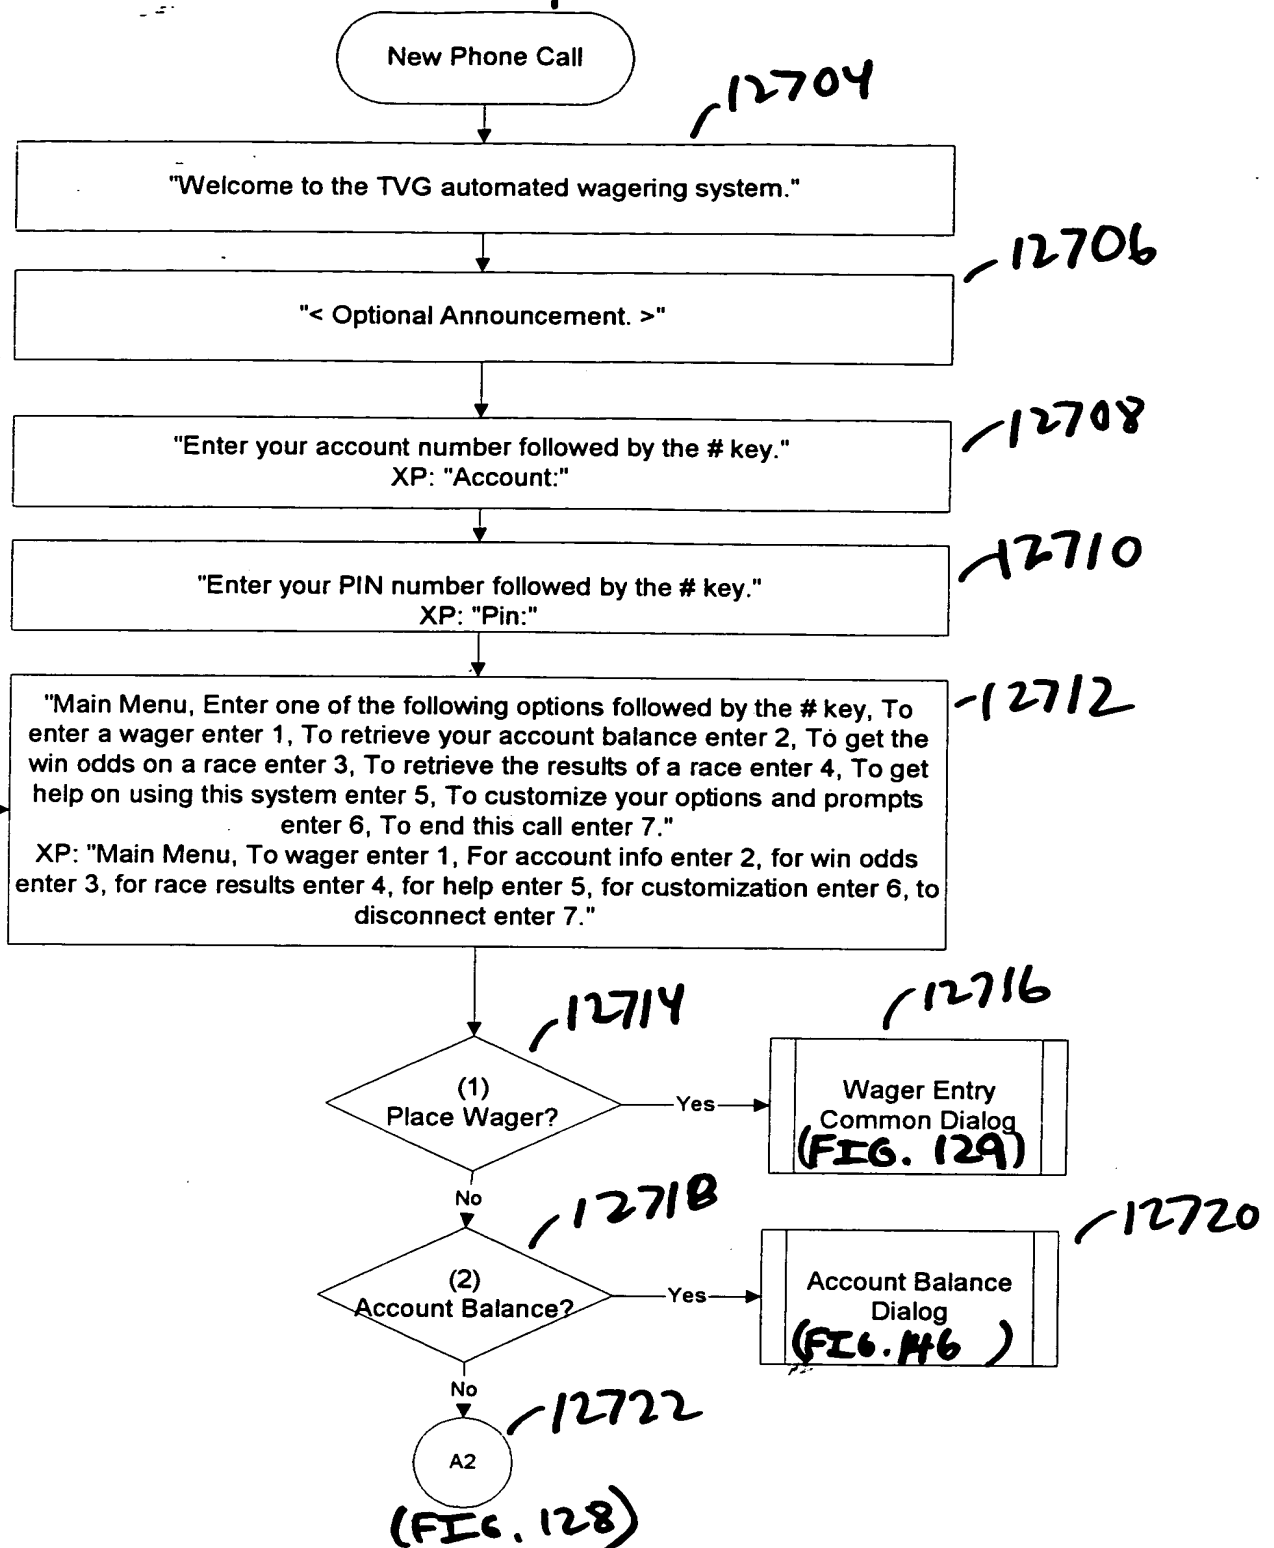 New Phone Call
12704
"Welcome to the TVG automated wagering system."
12706
"< Optional Announcement. >"
12708
"Enter your account number followed by the # key."
XP: "Account:"
12710
"Enter your PIN number followed by the # key."
XP: "Pin:"
12712
"Main Menu, Enter one of the following options followed by the # key, To
enter a wager enter 1, To retrieve your account balance enter 2, To get the
win odds on a race enter 3, To retrieve the results of a race enter 4, To get
help on using this system enter 5, To customize your options and prompts
enter 6, To end this call enter 7."
XP: "Main Menu, To wager enter 1, For account info enter 2, for win odds
enter 3, for race results enter 4, for help enter 5, for customization enter 6, to
disconnect enter 7."
12714
12716
(1)
Place Wager?
Yes
Wager Entry
Common Dialog
(FIG. 129)
No
12718
12720
(2)
Account Balance?
Yes
Account Balance
Dialog
(FIG. 146 )
No
12722
A2
(FIG. 128)